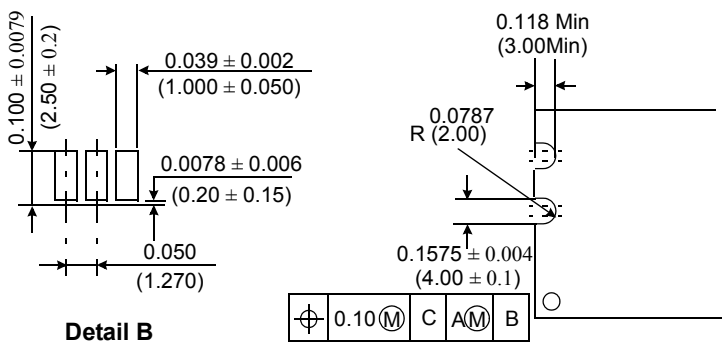 0.100 ± 0.0079
(2.50 ± 0.2)
0.039 ± 0.002
(1.000 ± 0.050)
0.0078 ± 0.006
(0.20 ± 0.15)
0.050
(1.270)
Detail B
0.118 Min
(3.00Min)
0.0787
R (2.00)
0.1575 ± 0.004
(4.00 ± 0.1)
0.10 Ⓜ C AⓂ B